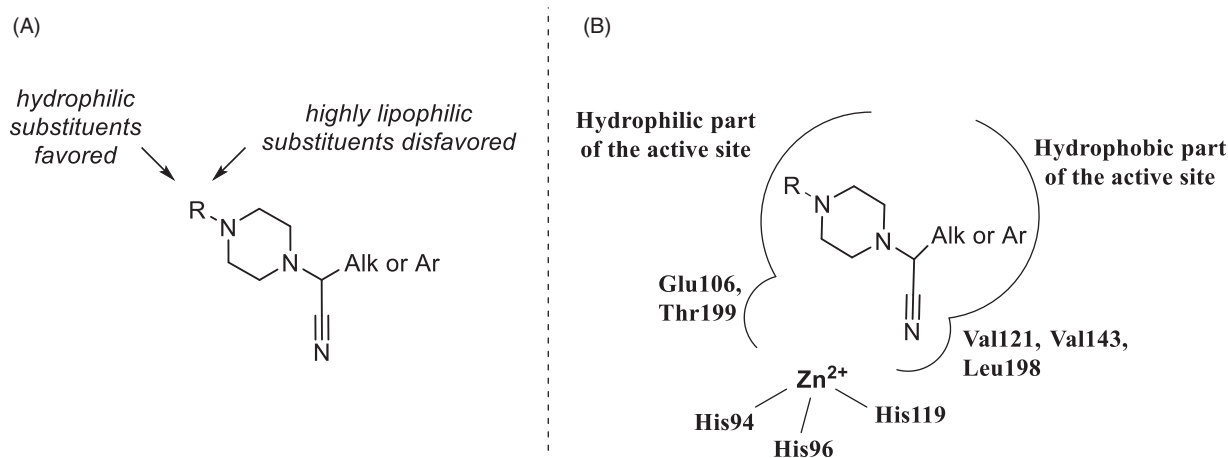 (A)
hydrophilic
substituents
favored
highly lipophilic
substituents disfavored
R
N
N
Alk or Ar
N
(B)
Hydrophilic part
of the active site
Hydrophobic part
of the active site
R
N
N
Alk or Ar
N
Glu106,
Thr199
Val121, Val143,
Leu198
Zn²⁺
His94
His119
His96